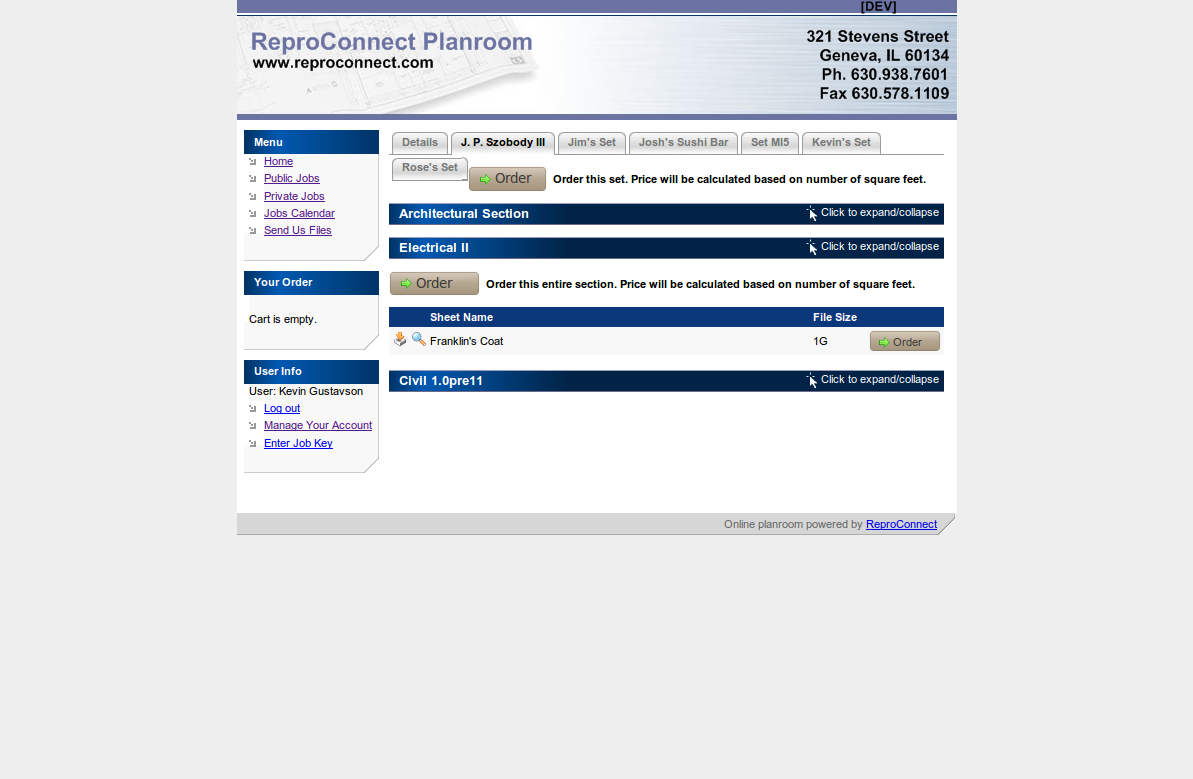 [DEV]
ReproConnect Planroom
www.reproconnect.com
321 Stevens Street
Geneva, IL 60134
Ph. 630.938.7601
Fax 630.578.1109
Menu
Home
Public Jobs
Private Jobs
Jobs Calendar
Send Us Files
Your Order
Cart is empty.
User Info
User: Kevin Gustavson
Log out
Manage Your Account
Enter Job Key
Details J. P. Szobody III Jim's Set Josh's Sushi Bar Set MI5 Kevin's Set
Rose's Set Order Order this set. Price will be calculated based on number of square feet.
Architectural Section Click to expand/collapse
Electrical II Click to expand/collapse
Order Order this entire section. Price will be calculated based on number of square feet.
Sheet Name File Size
Franklin's Coat 1G Order
Civil 1.0pre11 Click to expand/collapse
Online planroom powered by ReproConnect